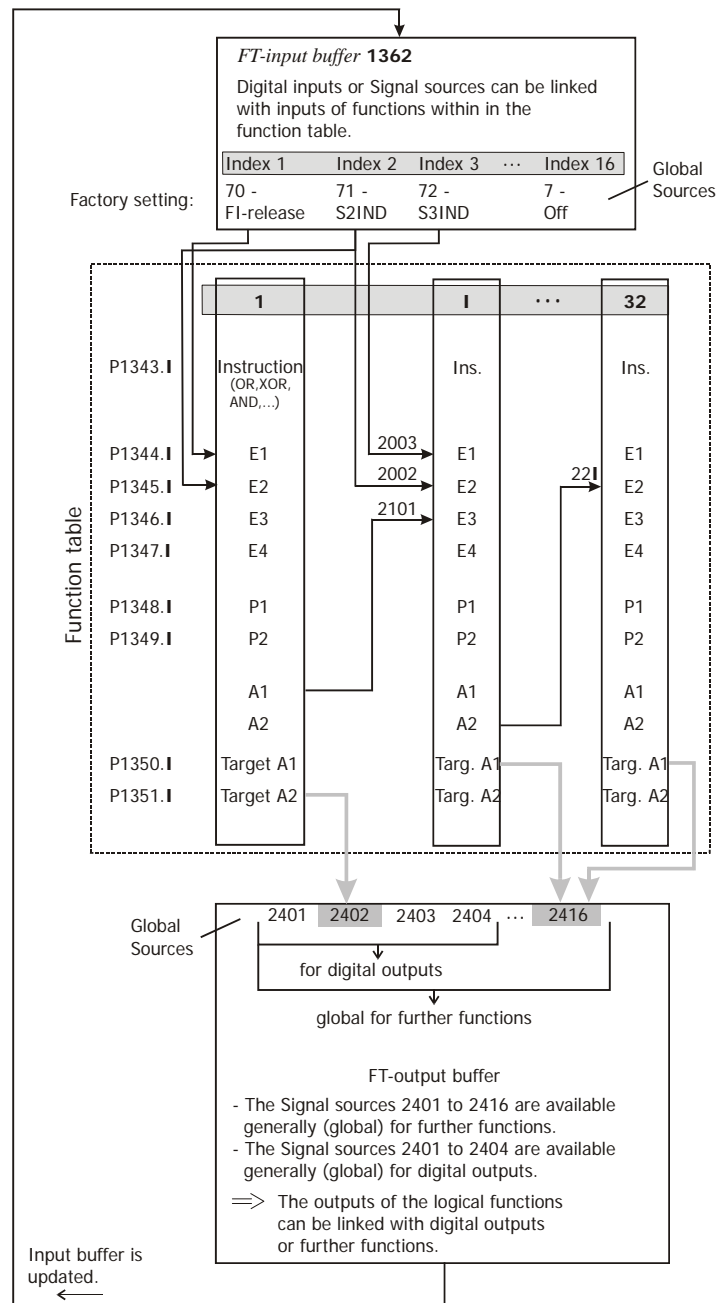 FT-input buffer 1362
Digital inputs or Signal sources can be linked
with inputs of functions within in the
function table.
Index 1 Index 2 Index 3 ··· Index 16
Global
Sources
Factory setting:
70 - 71 - 72 - 7 -
FI-release S2IND S3IND Off
Function table
1 I ··· 32
P1343.I Instruction Ins. Ins.
(OR,XOR,
AND,...)
P1344.I E1 2003 E1 E1
P1345.I E2 2002 E2 22I E2
P1346.I E3 2101 E3 E3
P1347.I E4 E4 E4
P1348.I P1 P1 P1
P1349.I P2 P2 P2
A1 A1 A1
A2 A2 A2
P1350.I Target A1 Targ. A1 Targ. A1
P1351.I Target A2 Targ. A2 Targ. A2
Global
Sources
2401 2402 2403 2404 ... 2416
for digital outputs
global for further functions
FT-output buffer
- The Signal sources 2401 to 2416 are available
generally (global) for further functions.
- The Signal sources 2401 to 2404 are available
generally (global) for digital outputs.
⇒ The outputs of the logical functions
can be linked with digital outputs
or further functions.
Input buffer is
updated.